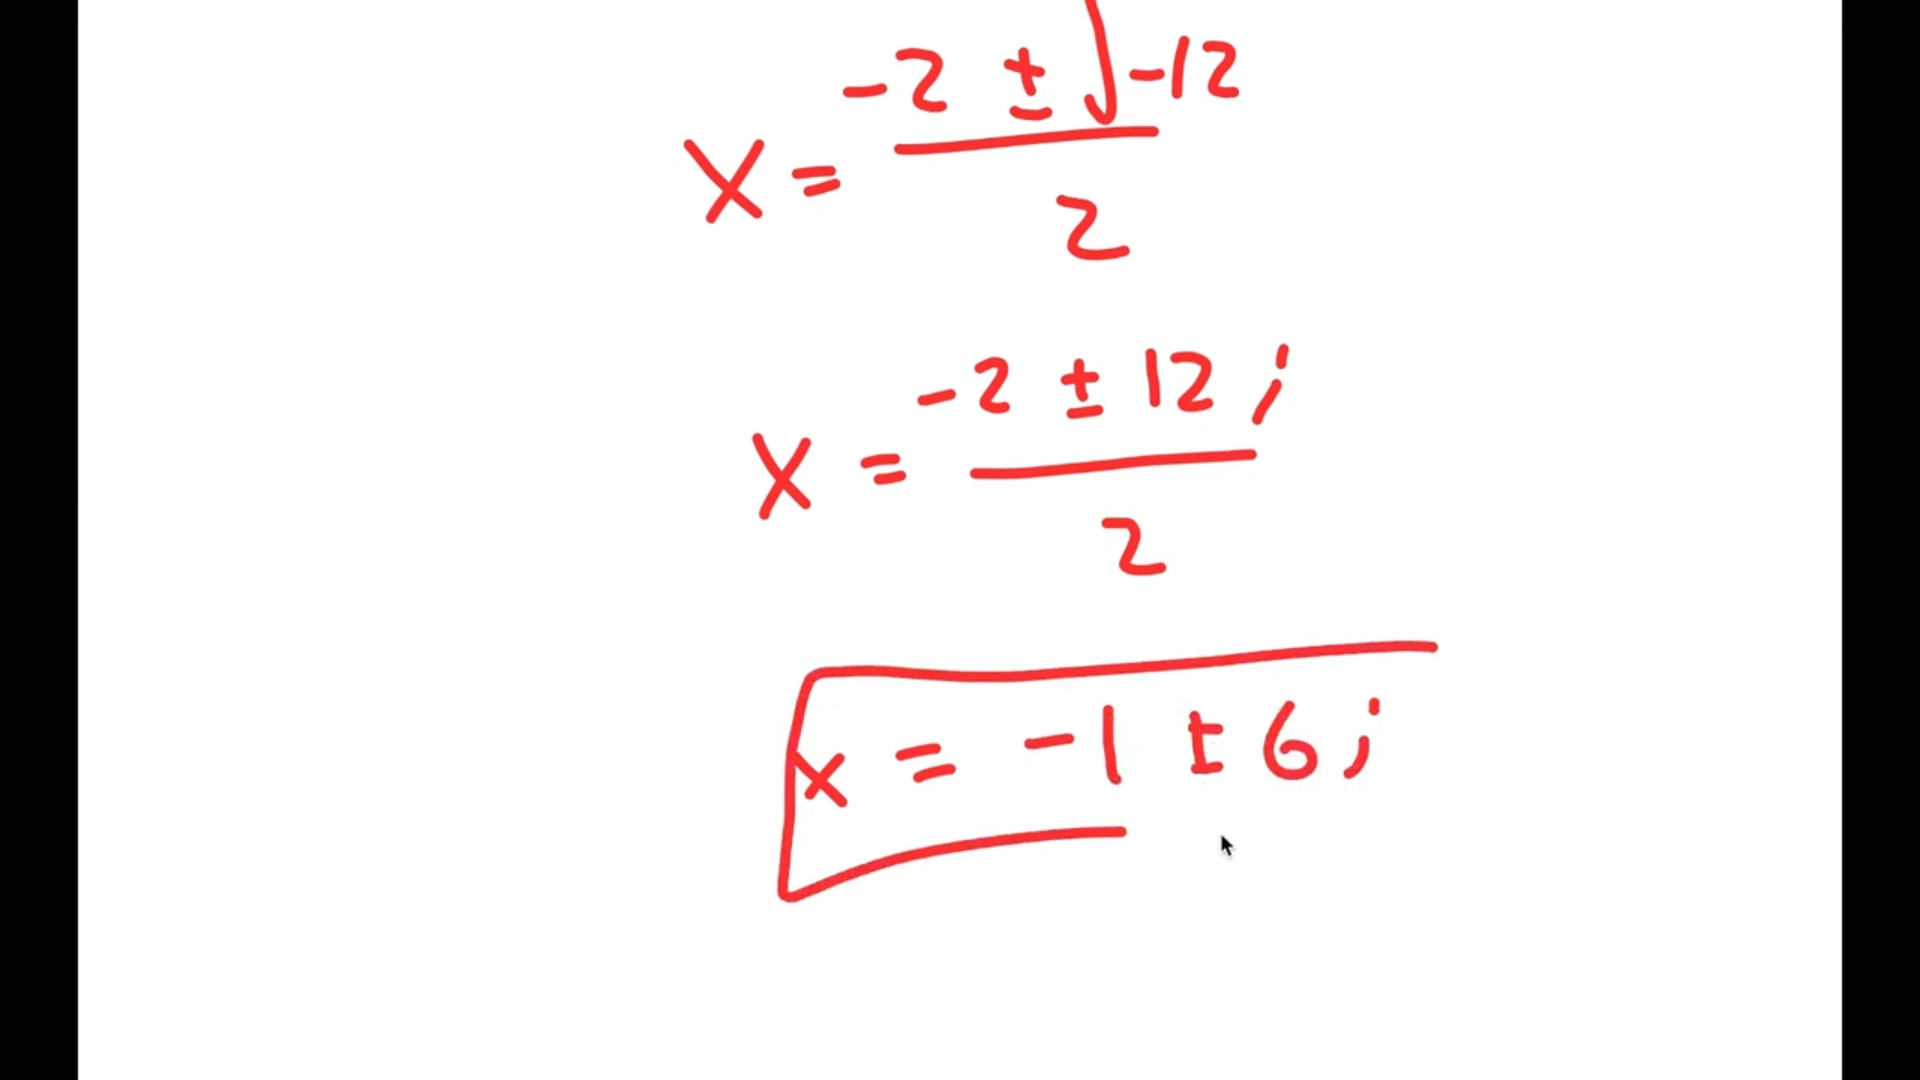 x = (-2 ± √-12) / 2
x = (-2 ± 12i) / 2
x = -1 ± 6i